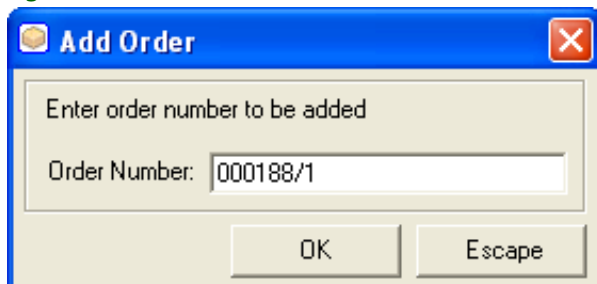 Add Order
Enter order number to be added
Order Number: 000188/1
OK Escape